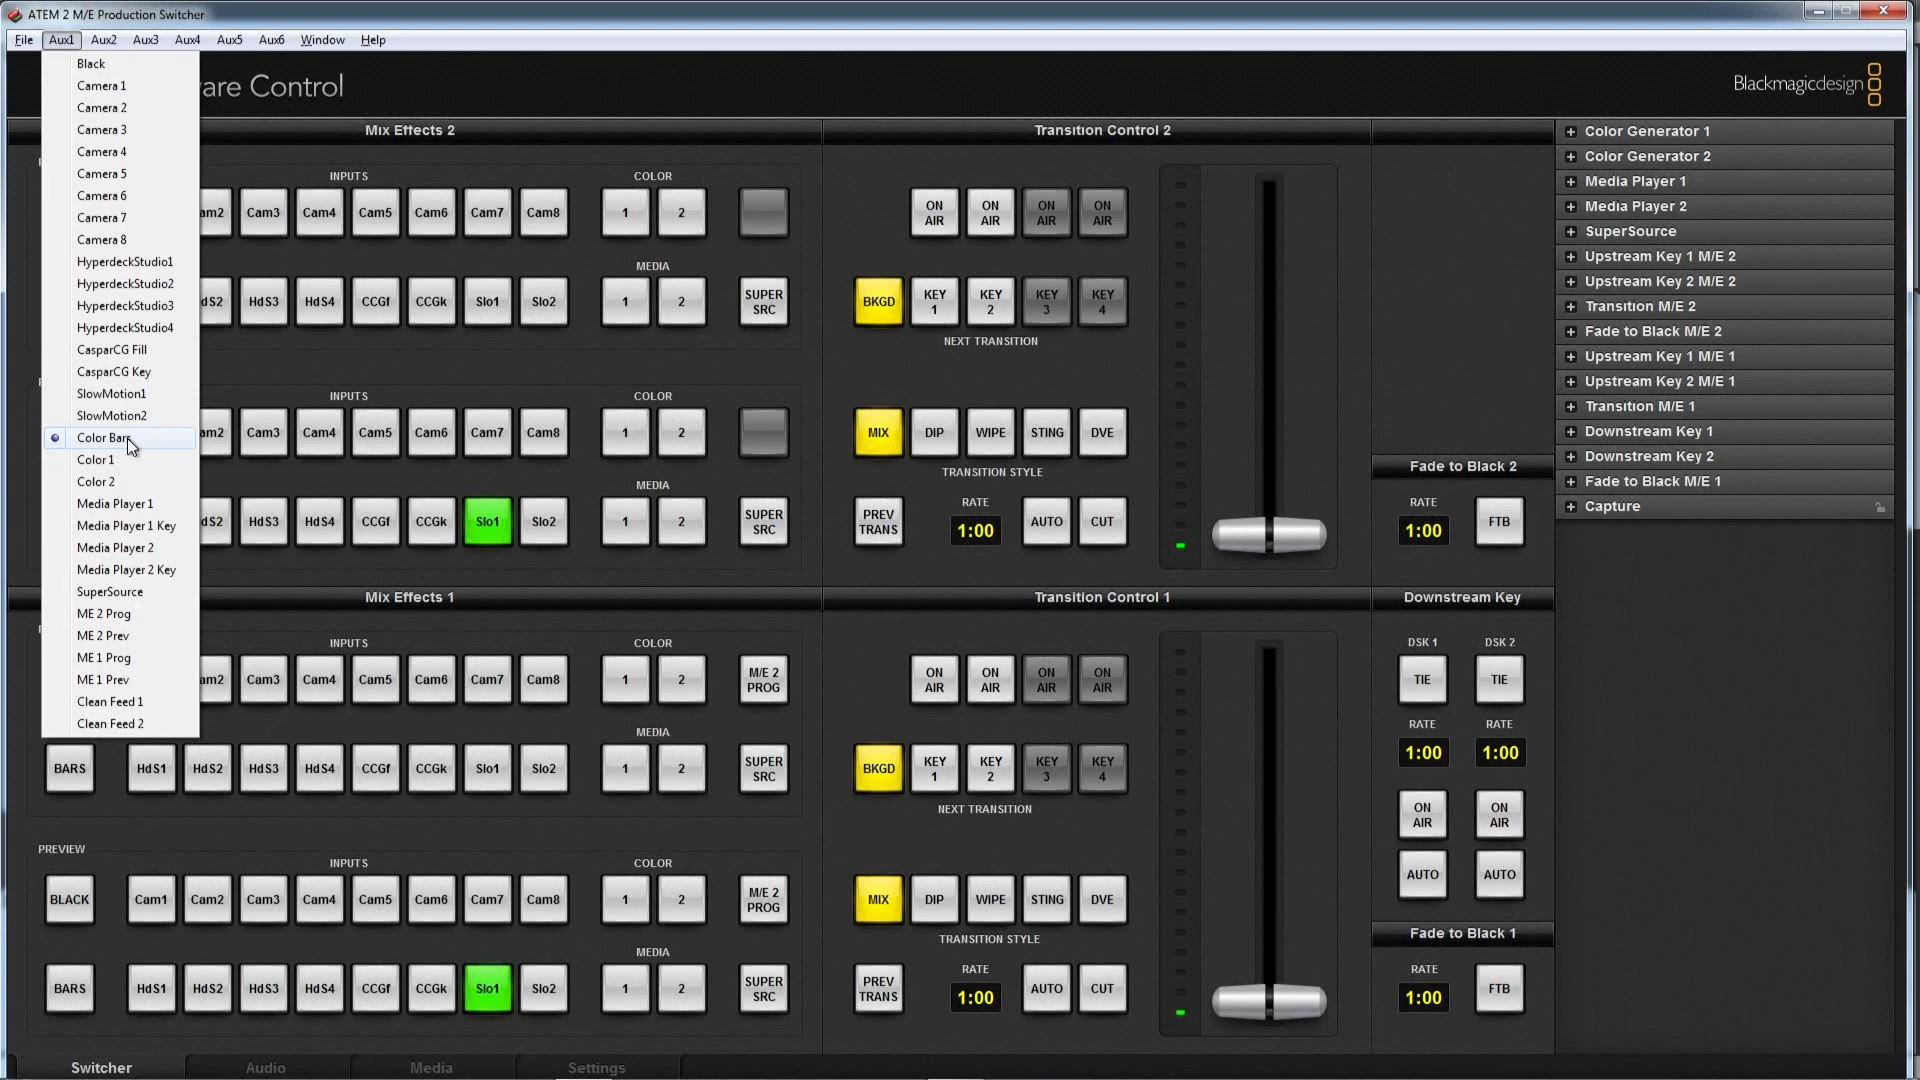 ATEM 2 M/E Production Switcher
File Aux1 Aux2 Aux3 Aux4 Aux5 Aux6 Window Help
Black
Camera 1
Camera 2
Camera 3
Camera 4
Camera 5
Camera 6
Camera 7
Camera 8
HyperdeckStudio1
HyperdeckStudio2
HyperdeckStudio3
HyperdeckStudio4
CasparCG Fill
CasparCG Key
SlowMotion1
SlowMotion2
Color Bars
Color 1
Color 2
Media Player 1
Media Player 1 Key
Media Player 2
Media Player 2 Key
SuperSource
ME 2 Prog
ME 2 Prev
ME 1 Prog
ME 1 Prev
Clean Feed 1
Clean Feed 2
ware Control
Blackmagicdesign
Mix Effects 2
INPUTS COLOR
am2 Cam3 Cam4 Cam5 Cam6 Cam7 Cam8 1 2
MEDIA
dS2 HdS3 HdS4 CCGf CCGk Slo1 Slo2 1 2 SUPER SRC
INPUTS COLOR
am2 Cam3 Cam4 Cam5 Cam6 Cam7 Cam8 1 2
MEDIA
dS2 HdS3 HdS4 CCGf CCGk Slo1 Slo2 1 2 SUPER SRC
Transition Control 2
ON AIR ON AIR ON AIR ON AIR
BKGD KEY 1 KEY 2 KEY 3 KEY 4
NEXT TRANSITION
MIX DIP WIPE STING DVE
TRANSITION STYLE
PREV TRANS RATE 1:00 AUTO CUT
Fade to Black 2
RATE
1:00 FTB
Mix Effects 1
INPUTS COLOR
am2 Cam3 Cam4 Cam5 Cam6 Cam7 Cam8 1 2 M/E 2 PROG
MEDIA
BARS HdS1 HdS2 HdS3 HdS4 CCGf CCGk Slo1 Slo2 1 2 SUPER SRC
PREVIEW
INPUTS COLOR
BLACK Cam1 Cam2 Cam3 Cam4 Cam5 Cam6 Cam7 Cam8 1 2 M/E 2 PROG
MEDIA
BARS HdS1 HdS2 HdS3 HdS4 CCGf CCGk Slo1 Slo2 1 2 SUPER SRC
Transition Control 1
ON AIR ON AIR ON AIR ON AIR
BKGD KEY 1 KEY 2 KEY 3 KEY 4
NEXT TRANSITION
MIX DIP WIPE STING DVE
TRANSITION STYLE
PREV TRANS RATE 1:00 AUTO CUT
Downstream Key
DSK 1 DSK 2
TIE TIE
RATE RATE
1:00 1:00
ON AIR ON AIR
AUTO AUTO
Fade to Black 1
RATE
1:00 FTB
Color Generator 1
Color Generator 2
Media Player 1
Media Player 2
SuperSource
Upstream Key 1 M/E 2
Upstream Key 2 M/E 2
Transition M/E 2
Fade to Black M/E 2
Upstream Key 1 M/E 1
Upstream Key 2 M/E 1
Transition M/E 1
Downstream Key 1
Downstream Key 2
Fade to Black M/E 1
Capture
Switcher Audio Media Settings